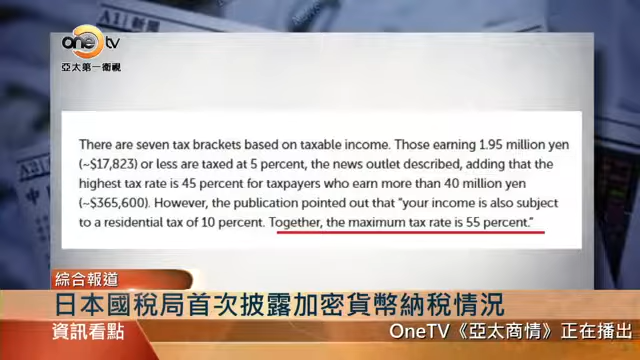 one tv
亞太第一衛視
There are seven tax brackets based on taxable income. Those earning 1.95 million yen
(~$17,823) or less are taxed at 5 percent, the news outlet described, adding that the
highest tax rate is 45 percent for taxpayers who earn more than 40 million yen
(~$365,600). However, the publication pointed out that "your income is also subject
to a residential tax of 10 percent. Together, the maximum tax rate is 55 percent."
綜合報道
日本國稅局首次披露加密貨幣納稅情況
資訊看點
OneTV《亞太商情》正在播出